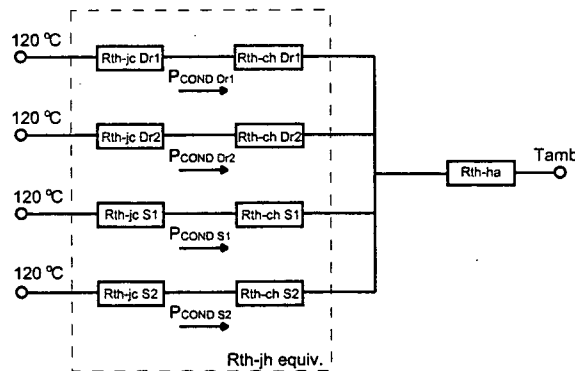 120 °C
Rth-jc Dr1
Rth-ch Dr1
PCOND Dr1
120 °C
Rth-jc Dr2
Rth-ch Dr2
PCOND Dr2
Tamb
Rth-ha
120 °C
Rth-jc S1
Rth-ch S1
PCOND S1
120 °C
Rth-jc S2
Rth-ch S2
PCOND S2
Rth-jh equiv.